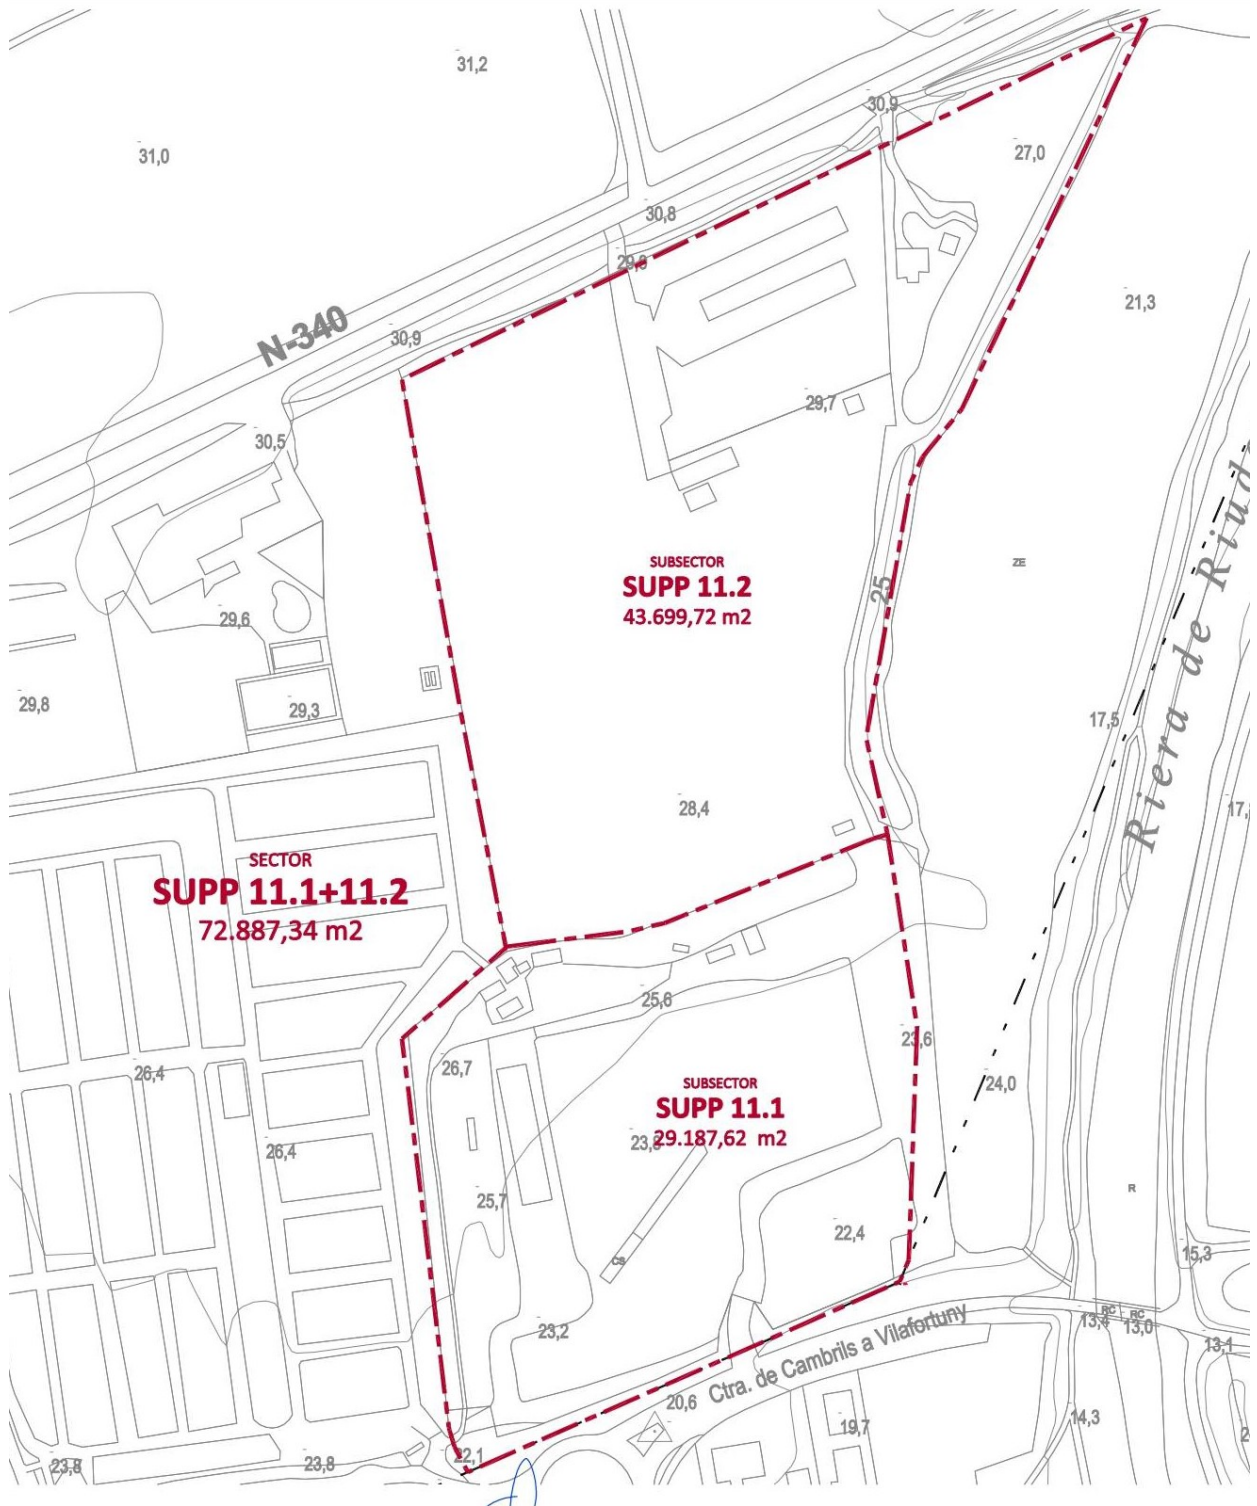 31,2
31,0
30,9
27,0
30,8
29,8
21,3
N-340
30,9
29,7
30,5
SUBSECTOR
SUPP 11.2
43.699,72 m2
ZE
25
29,6
29,8
29,3
17,5
Riera de
28,4
SECTOR
SUPP 11.1+11.2
72.887,34 m2
25,6
23,6
26,7
26,4
24,0
SUBSECTOR
SUPP 11.1
29.187,62 m2
26,4
25,7
R
22,4
15,3
CB
23,2
RC
RC
13,4
13,0
13,1
Ctra. de Cambrils a Vilafortuny
20,6
19,7
14,3
23,8
23,8
22,1